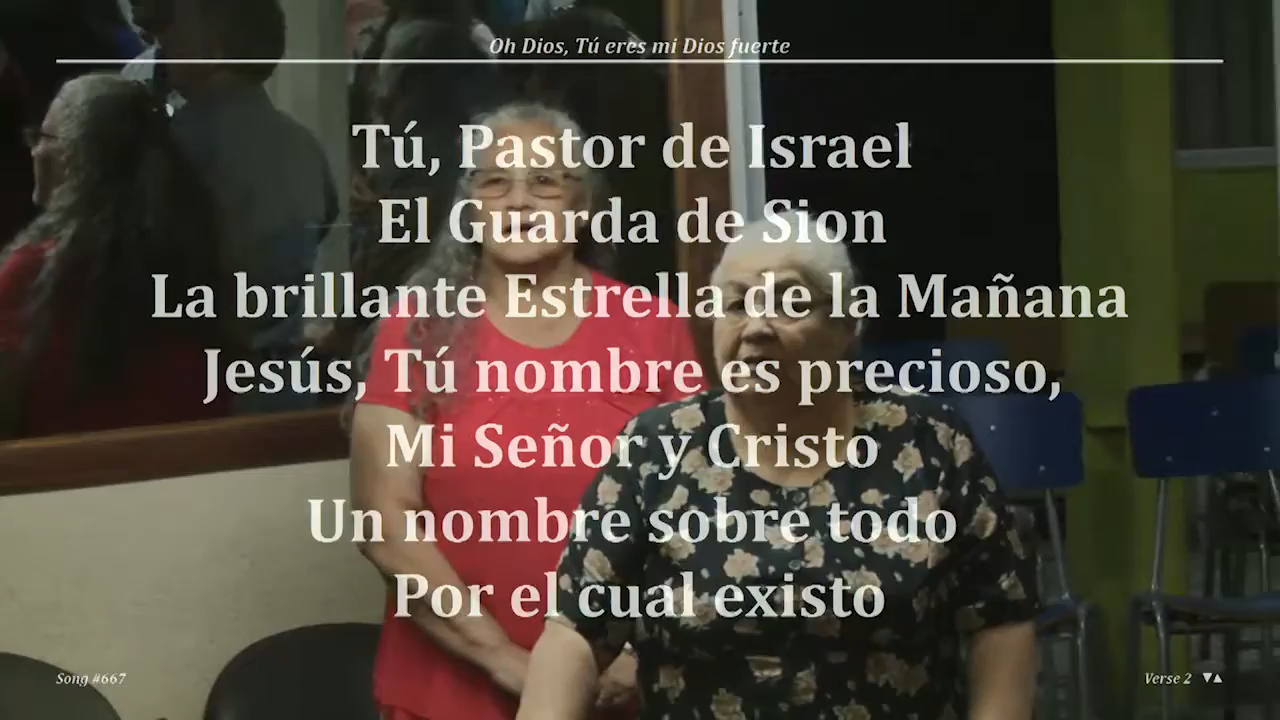 Oh Dios, Tú eres mi Dios fuerte
Tú, Pastor de Israel
El Guarda de Sion
La brillante Estrella de la Mañana
Jesús, Tú nombre es precioso,
Mi Señor y Cristo
Un nombre sobre todo
Por el cual existo
Song #667
Verse 2 ▼▲